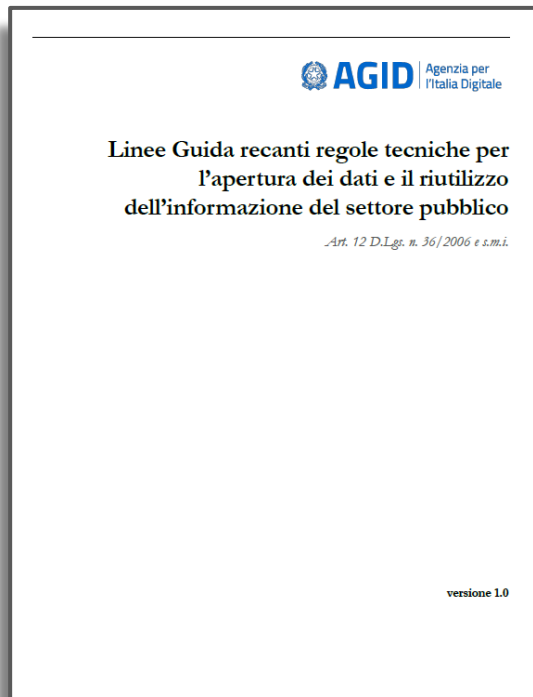 AGID Agenzia per
l'Italia Digitale
Linee Guida recanti regole tecniche per
l'apertura dei dati e il riutilizzo
dell'informazione del settore pubblico
Art. 12 D.Lgs. n. 36/2006 e s.m.i.
versione 1.0